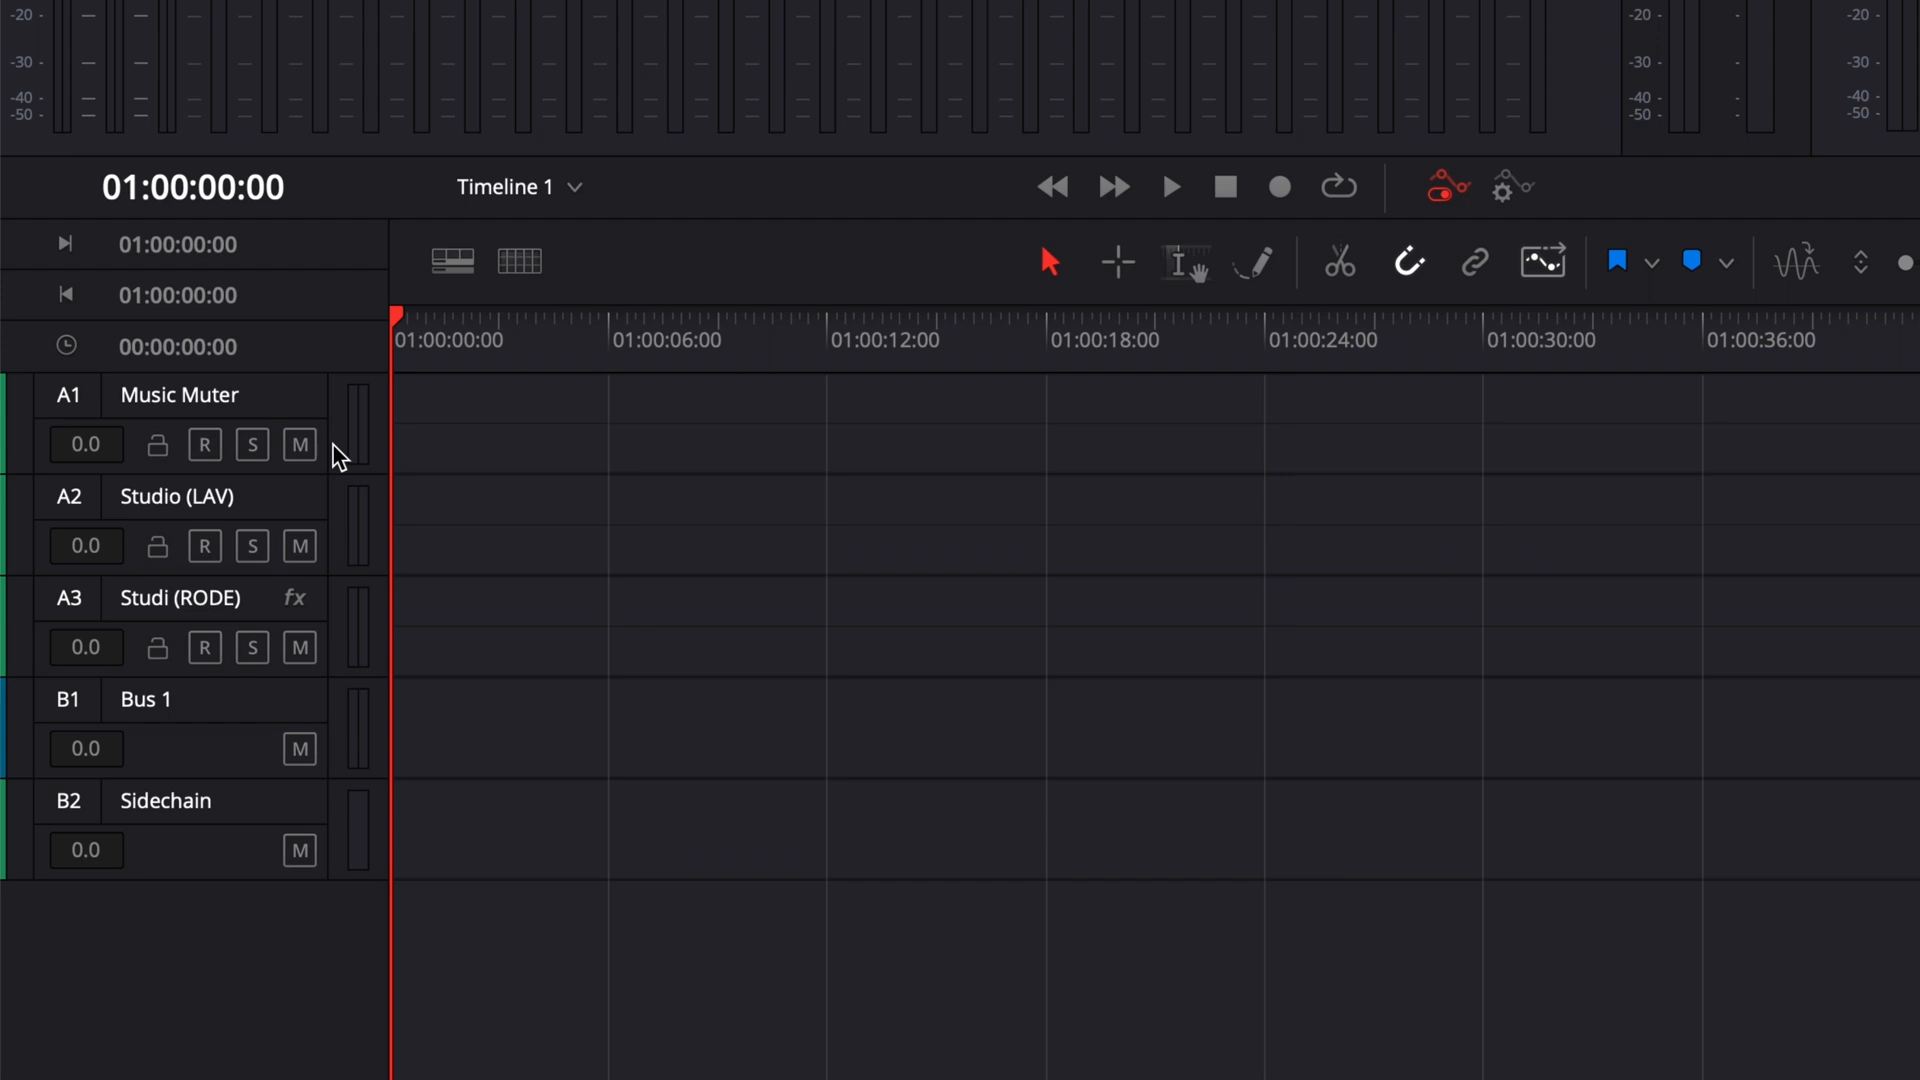 -20 - -20 - -20 -
-30 - -30 - -30 -
-40 - -40 - -40 -
-50 - -50 - -50 -
01:00:00:00 Timeline 1
01:00:00:00
01:00:00:00
00:00:00:00
01:00:00:00 01:00:06:00 01:00:12:00 01:00:18:00 01:00:24:00 01:00:30:00 01:00:36:00
A1 Music Muter
0.0 R S M
A2 Studio (LAV)
0.0 R S M
A3 Studi (RODE) fx
0.0 R S M
B1 Bus 1
0.0 M
B2 Sidechain
0.0 M